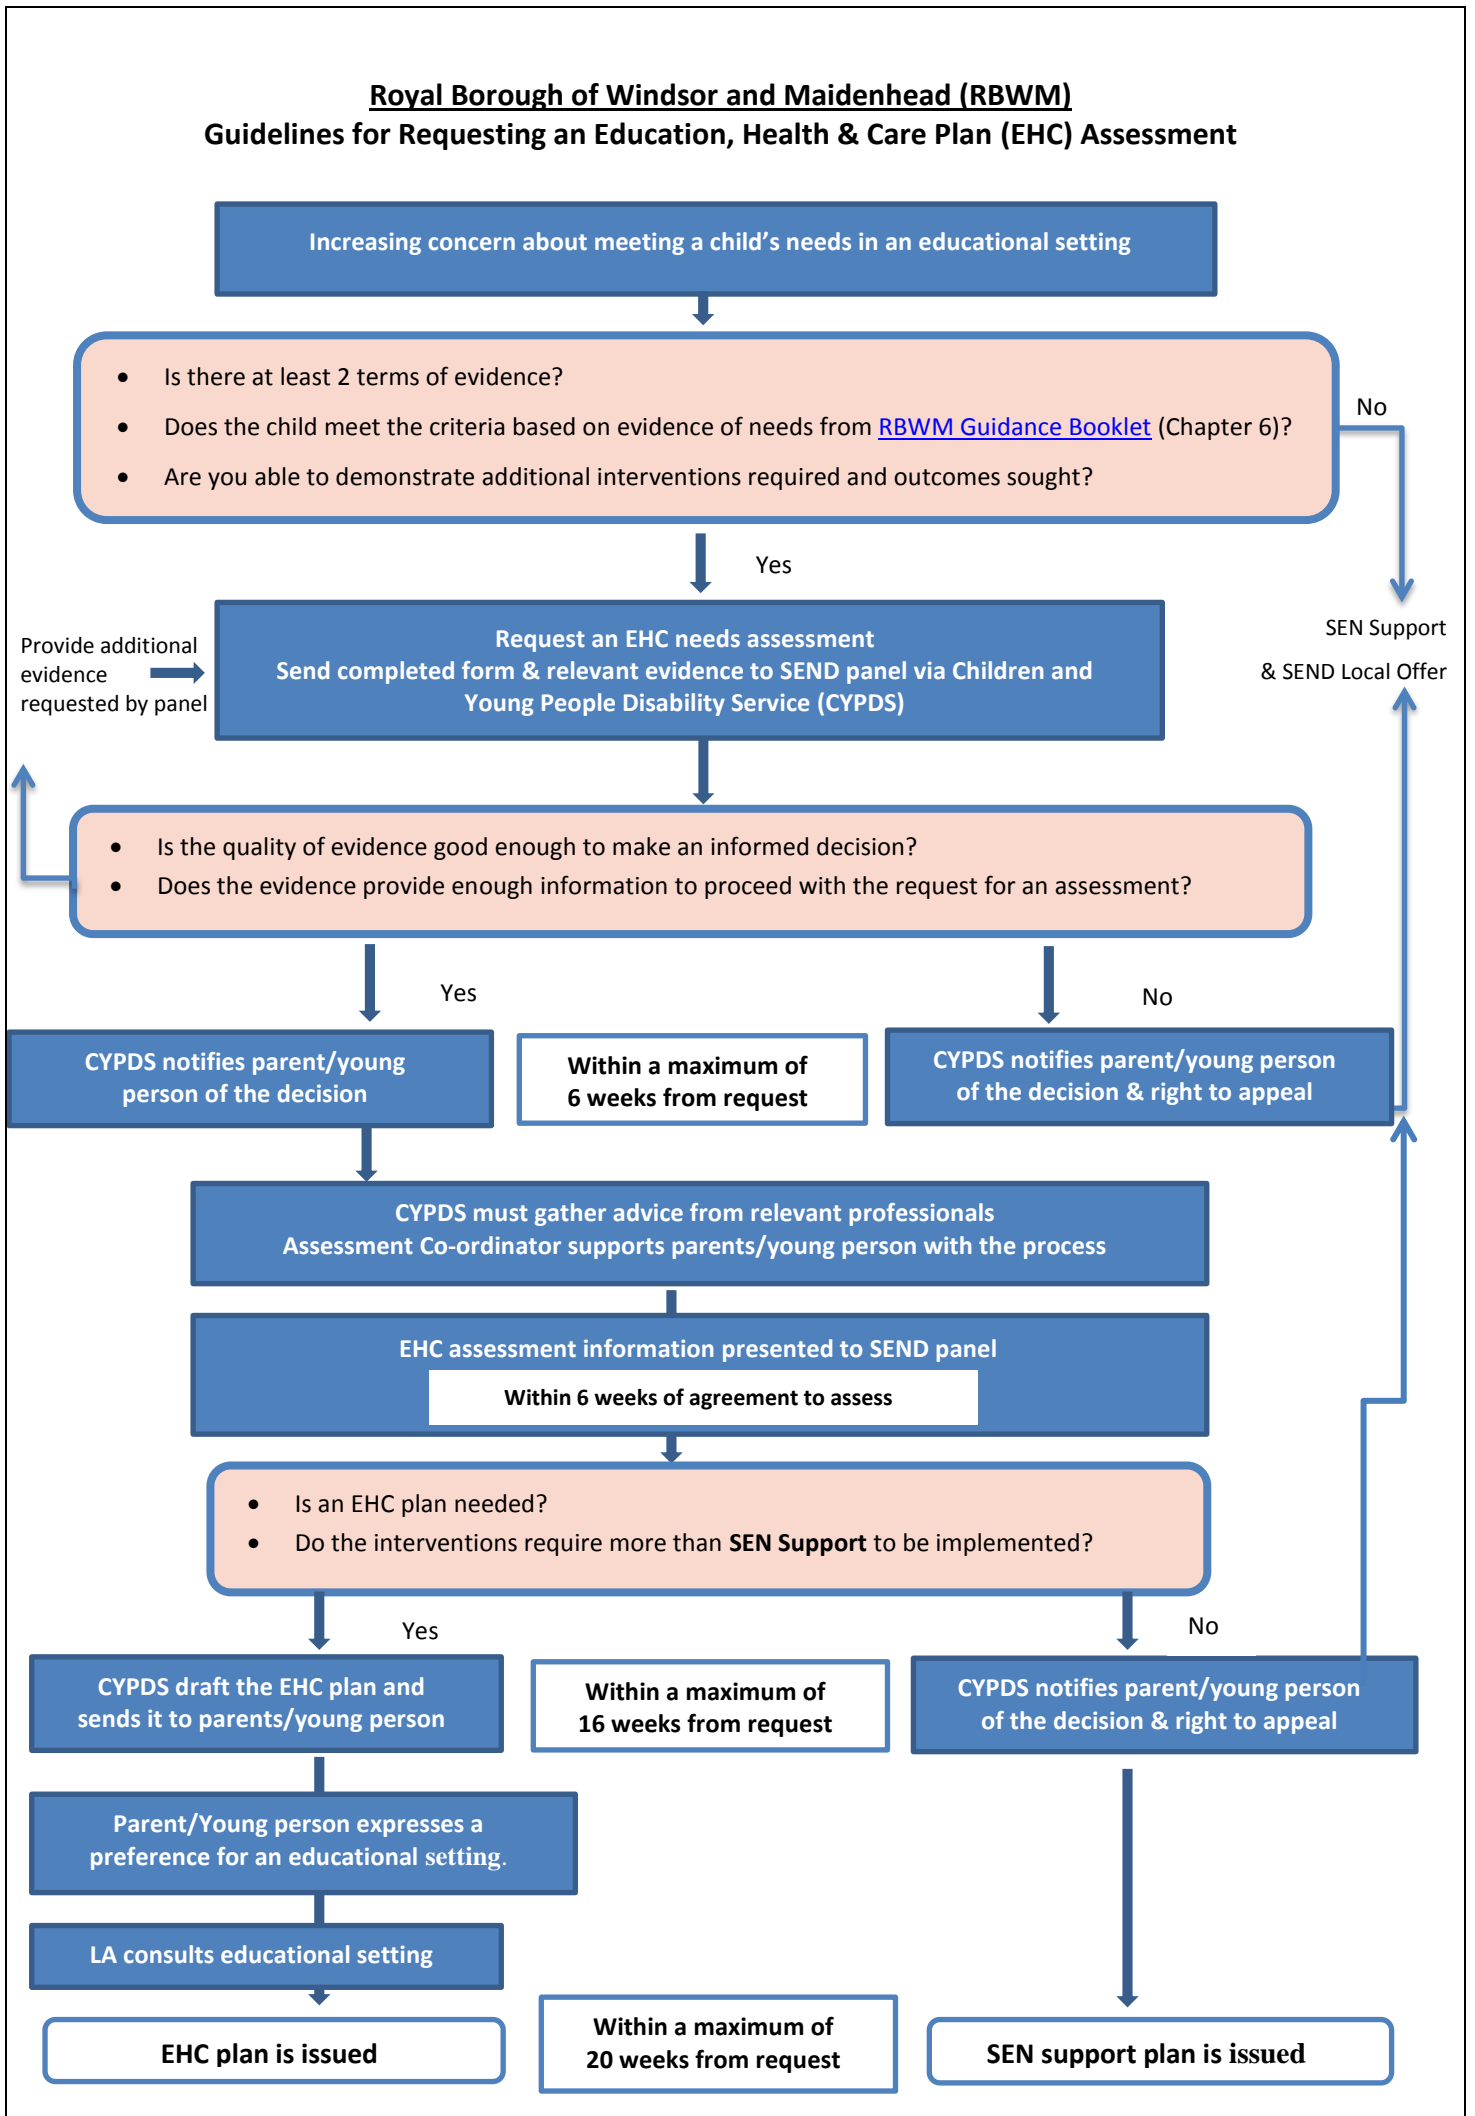 Royal Borough of Windsor and Maidenhead (RBWM)
Guidelines for Requesting an Education, Health & Care Plan (EHC) Assessment
Increasing concern about meeting a child's needs in an educational setting
• Is there at least 2 terms of evidence?
• Does the child meet the criteria based on evidence of needs from RBWM Guidance Booklet (Chapter 6)?
• Are you able to demonstrate additional interventions required and outcomes sought?
No
Yes
SEN Support
& SEND Local Offer
Provide additional
evidence
requested by panel
Request an EHC needs assessment
Send completed form & relevant evidence to SEND panel via Children and
Young People Disability Service (CYPDS)
• Is the quality of evidence good enough to make an informed decision?
• Does the evidence provide enough information to proceed with the request for an assessment?
Yes
No
CYPDS notifies parent/young
person of the decision
Within a maximum of
6 weeks from request
CYPDS notifies parent/young person
of the decision & right to appeal
CYPDS must gather advice from relevant professionals
Assessment Co-ordinator supports parents/young person with the process
EHC assessment information presented to SEND panel
Within 6 weeks of agreement to assess
• Is an EHC plan needed?
• Do the interventions require more than SEN Support to be implemented?
Yes
No
CYPDS draft the EHC plan and
sends it to parents/young person
Within a maximum of
16 weeks from request
CYPDS notifies parent/young person
of the decision & right to appeal
Parent/Young person expresses a
preference for an educational setting.
LA consults educational setting
EHC plan is issued
Within a maximum of
20 weeks from request
SEN support plan is issued